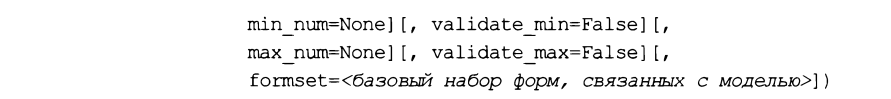 min_num=None][, validate_min=False][,
max_num=None][, validate_max=False][,
formset=<базовый набор форм, связанных с моделью>])